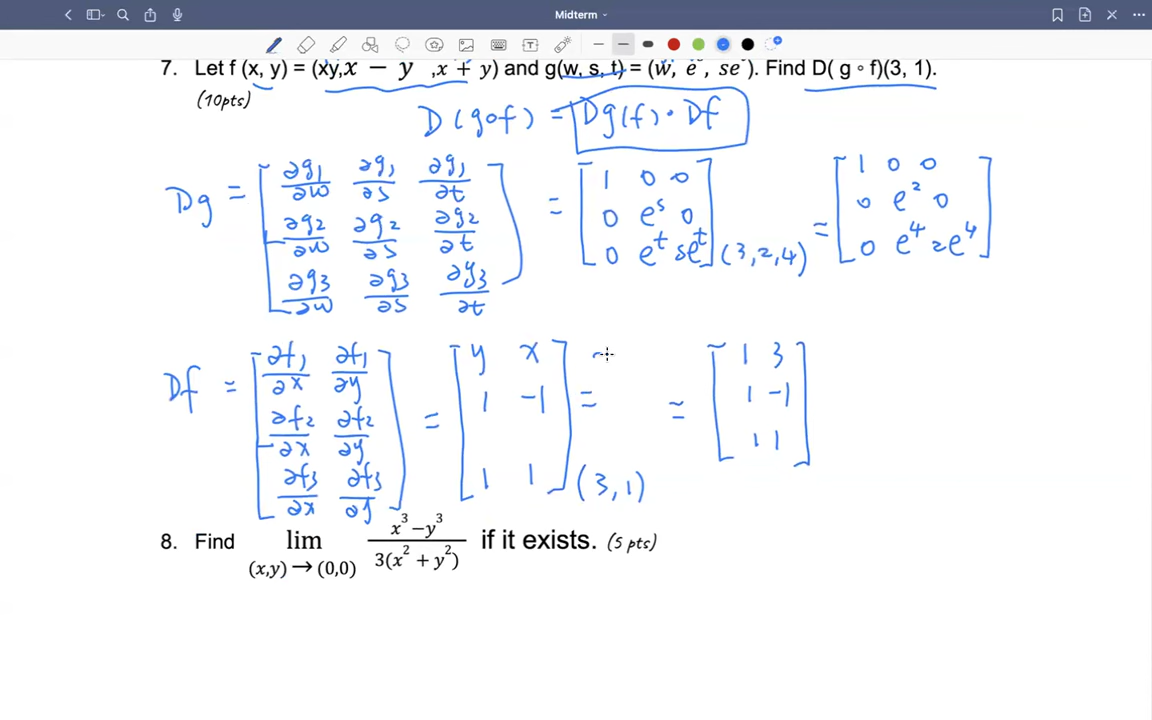 Midterm
7. Let f (x, y) = (xy, x − y , x + y) and g(w, s, t) = (w, e , se ). Find D( g ∘ f)(3, 1).
(10pts)
D (g∘f) = Dg(f) · Df
Dg = [ ∂g1/∂w ∂g1/∂s ∂g1/∂t ; ∂g2/∂w ∂g2/∂s ∂g2/∂t ; ∂g3/∂w ∂g3/∂s ∂g3/∂t ] = [ 1 0 0 ; 0 e^s 0 ; 0 e^t se^t ] (3,2,4) = [ 1 0 0 ; 0 e^2 0 ; 0 e^4 2e^4 ]
Df = [ ∂f1/∂x ∂f1/∂y ; ∂f2/∂x ∂f2/∂y ; ∂f3/∂x ∂f3/∂y ] = [ y x ; 1 -1 ; 1 1 ] (3,1) = = [ 1 3 ; 1 -1 ; 1 1 ]
8. Find lim (x,y)→(0,0) x^3−y^3 / 3(x^2 + y^2) if it exists. (5 pts)